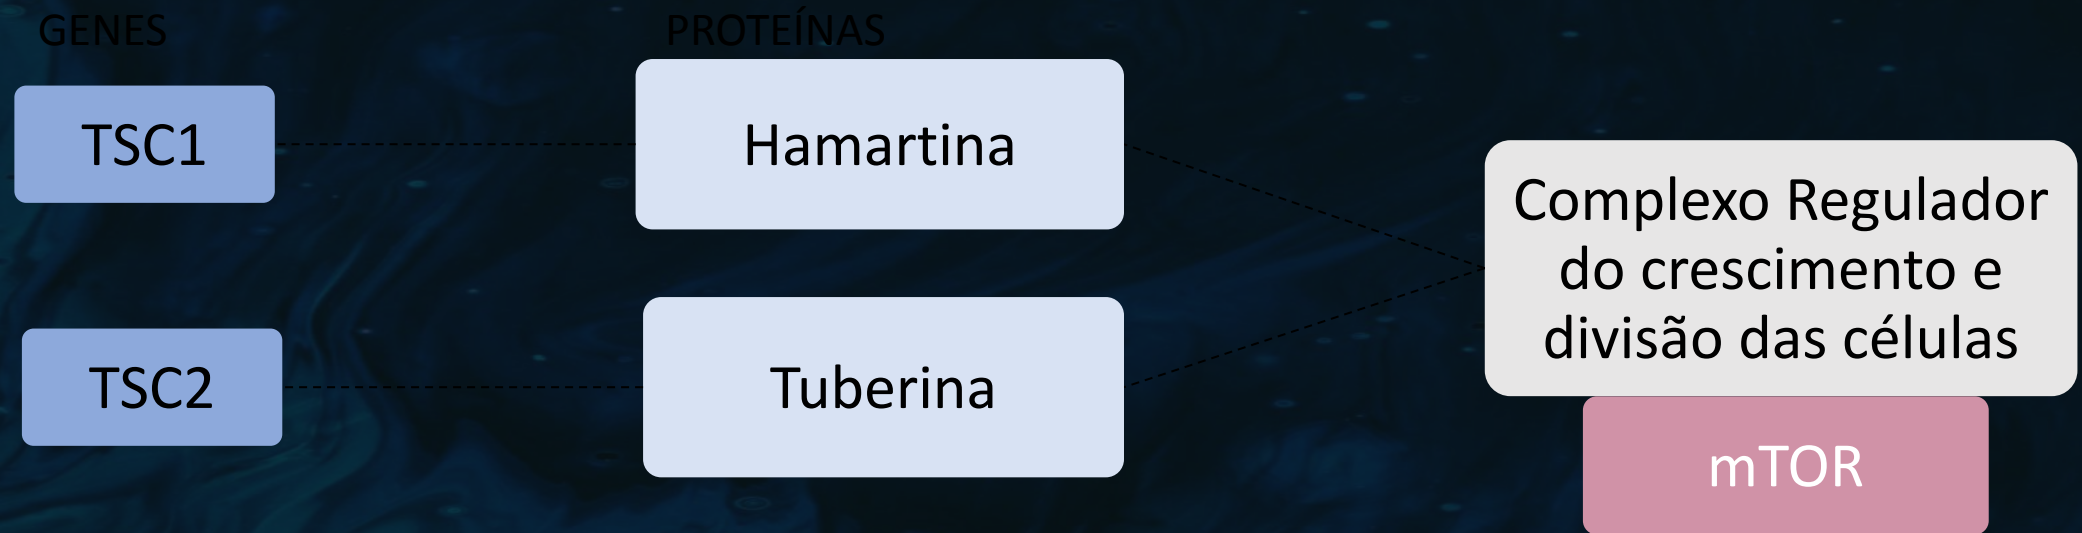 GENES
PROTEÍNAS
TSC1
Hamartina
TSC2
Tuberina
Complexo Regulador
do crescimento e
divisão das células
mTOR